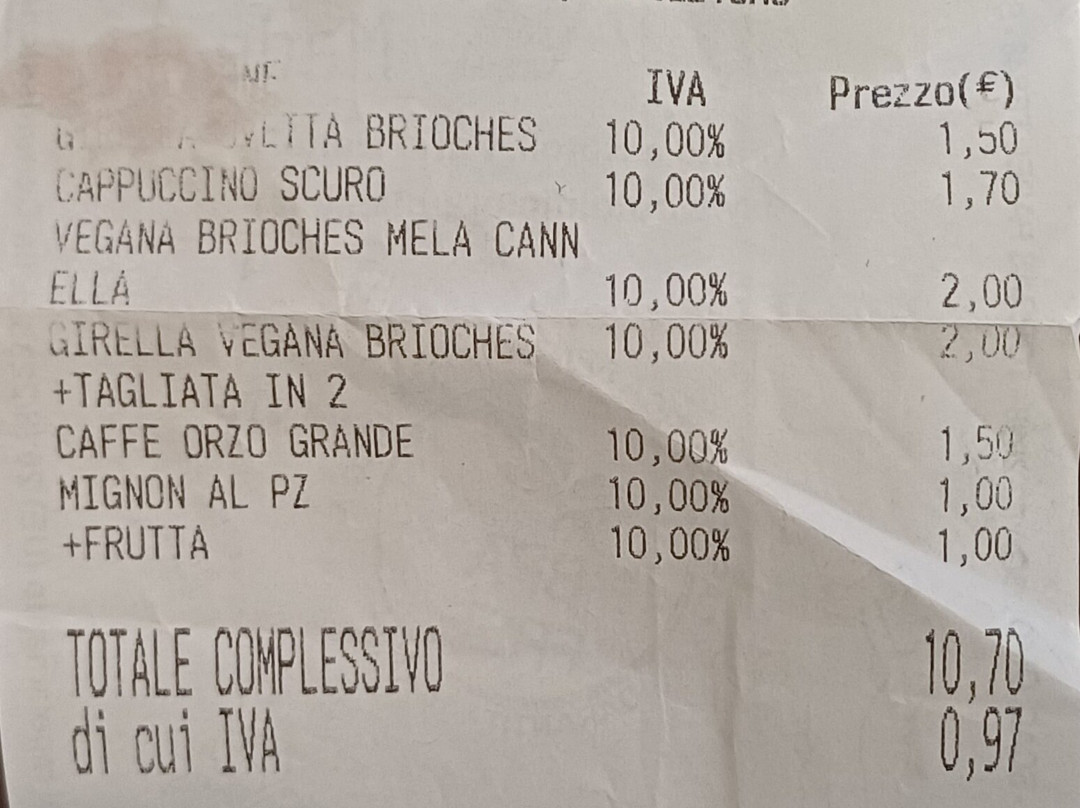 IVA Prezzo(€)
BRIOCHES 10,00% 1,50
CAPPUCCINO SCURO 10,00% 1,70
VEGANA BRIOCHES MELA CANN
ELLA 10,00% 2,00
GIRELLA VEGANA BRIOCHES 10,00% 2,00
+TAGLIATA IN 2
CAFFE ORZO GRANDE 10,00% 1,50
MIGNON AL PZ 10,00% 1,00
+FRUTTA 10,00% 1,00
TOTALE COMPLESSIVO 10,70
di cui IVA 0,97